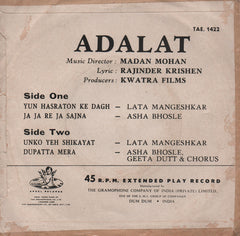 TAE. 1422
ADALAT
Music Director: MADAN MOHAN
Lyric: RAJINDER KRISHEN
Producers: KWATRA FILMS
Side One
YUN HASRATON KE DAGH - LATA MANGESHKAR
JA JA RE JA SAJNA - ASHA BHOSLE
Side Two
UNKO YEH SHIKAYAT - LATA MANGESHKAR
DUPATTA MERA - ASHA BHOSLE,
GEETA DUTT & CHORUS
45 R.P.M. EXTENDED PLAY RECORD
THE GRAMOPHONE COMPANY OF INDIA (PRIVATE) LIMITED,
DUM DUM • INDIA